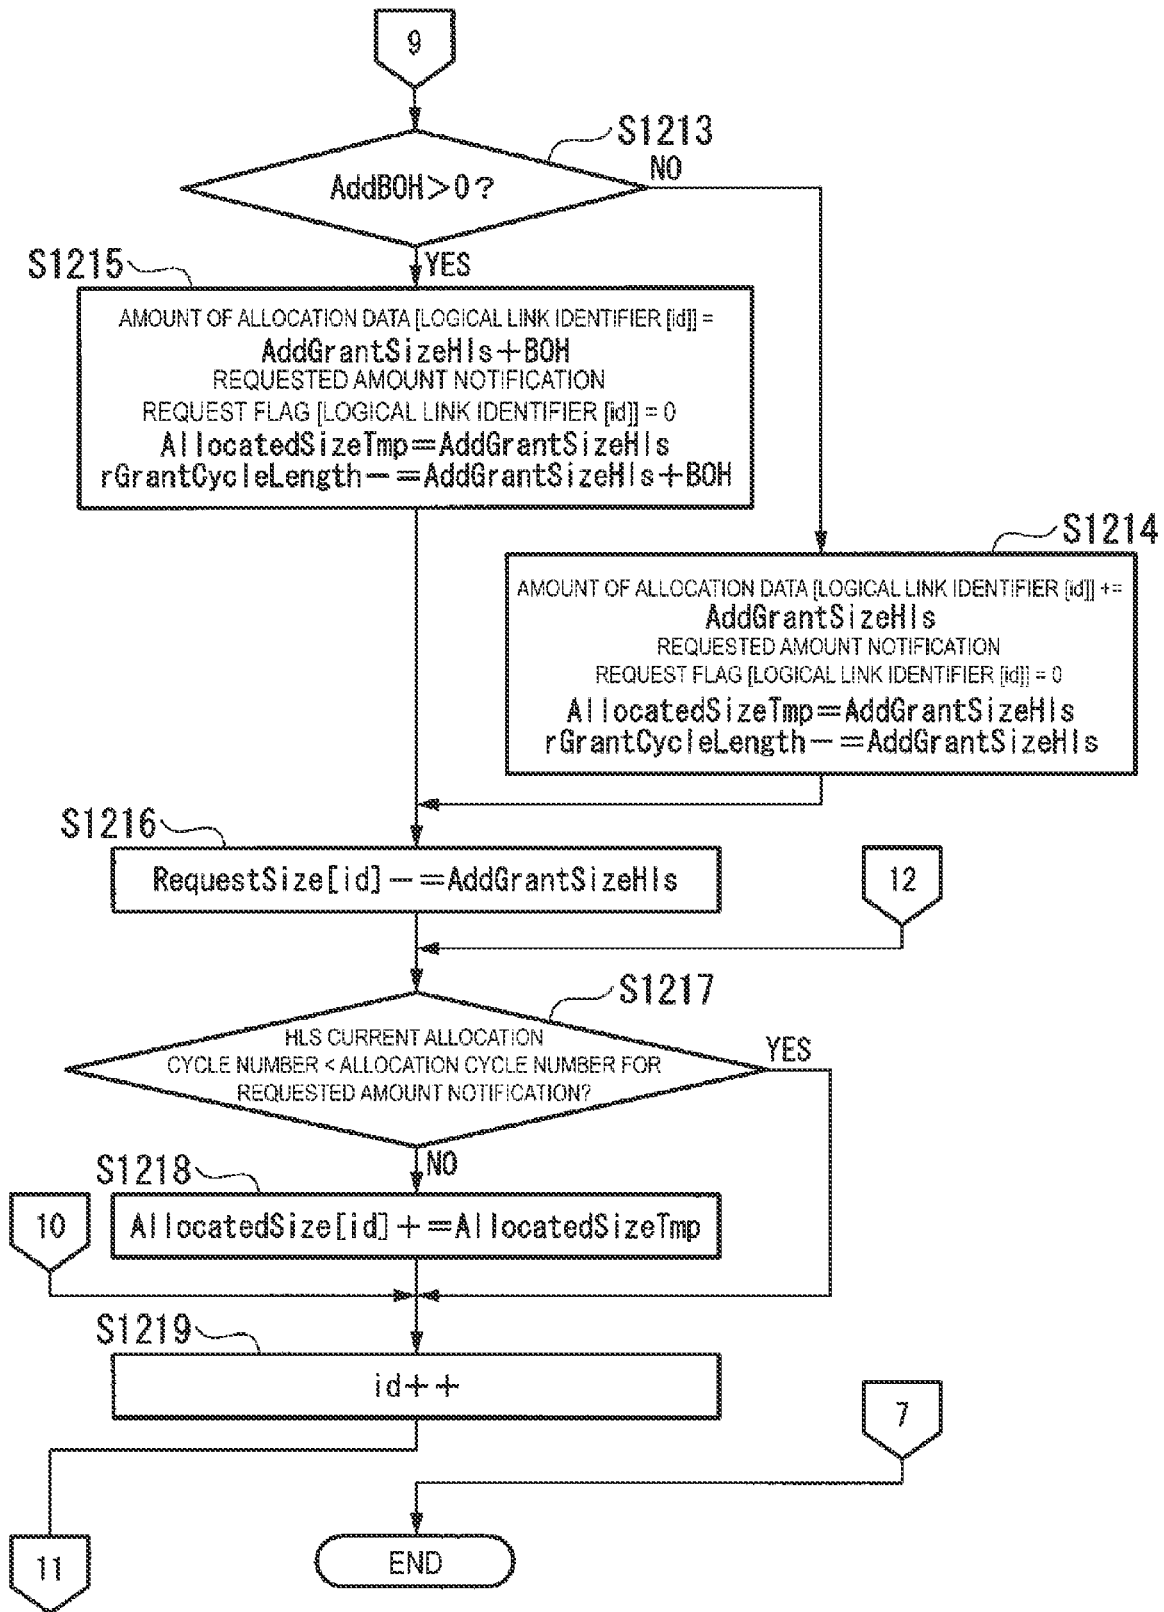 9
S1213
AddBOH>0?
NO
YES
S1215
AMOUNT OF ALLOCATION DATA [LOGICAL LINK IDENTIFIER [id]] =
AddGrantSizeHls+BOH
REQUESTED AMOUNT NOTIFICATION
REQUEST FLAG [LOGICAL LINK IDENTIFIER [id]] = 0
AllocatedSizeTmp=AddGrantSizeHls
rGrantCycleLength-=AddGrantSizeHls+BOH
S1214
AMOUNT OF ALLOCATION DATA [LOGICAL LINK IDENTIFIER [id]] +=
AddGrantSizeHls
REQUESTED AMOUNT NOTIFICATION
REQUEST FLAG [LOGICAL LINK IDENTIFIER [id]] = 0
AllocatedSizeTmp=AddGrantSizeHls
rGrantCycleLength-=AddGrantSizeHls
S1216
RequestSize[id]-=AddGrantSizeHls
12
S1217
HLS CURRENT ALLOCATION
CYCLE NUMBER < ALLOCATION CYCLE NUMBER FOR
REQUESTED AMOUNT NOTIFICATION?
YES
NO
S1218
10
AllocatedSize[id]+=AllocatedSizeTmp
S1219
id++
7
11
END